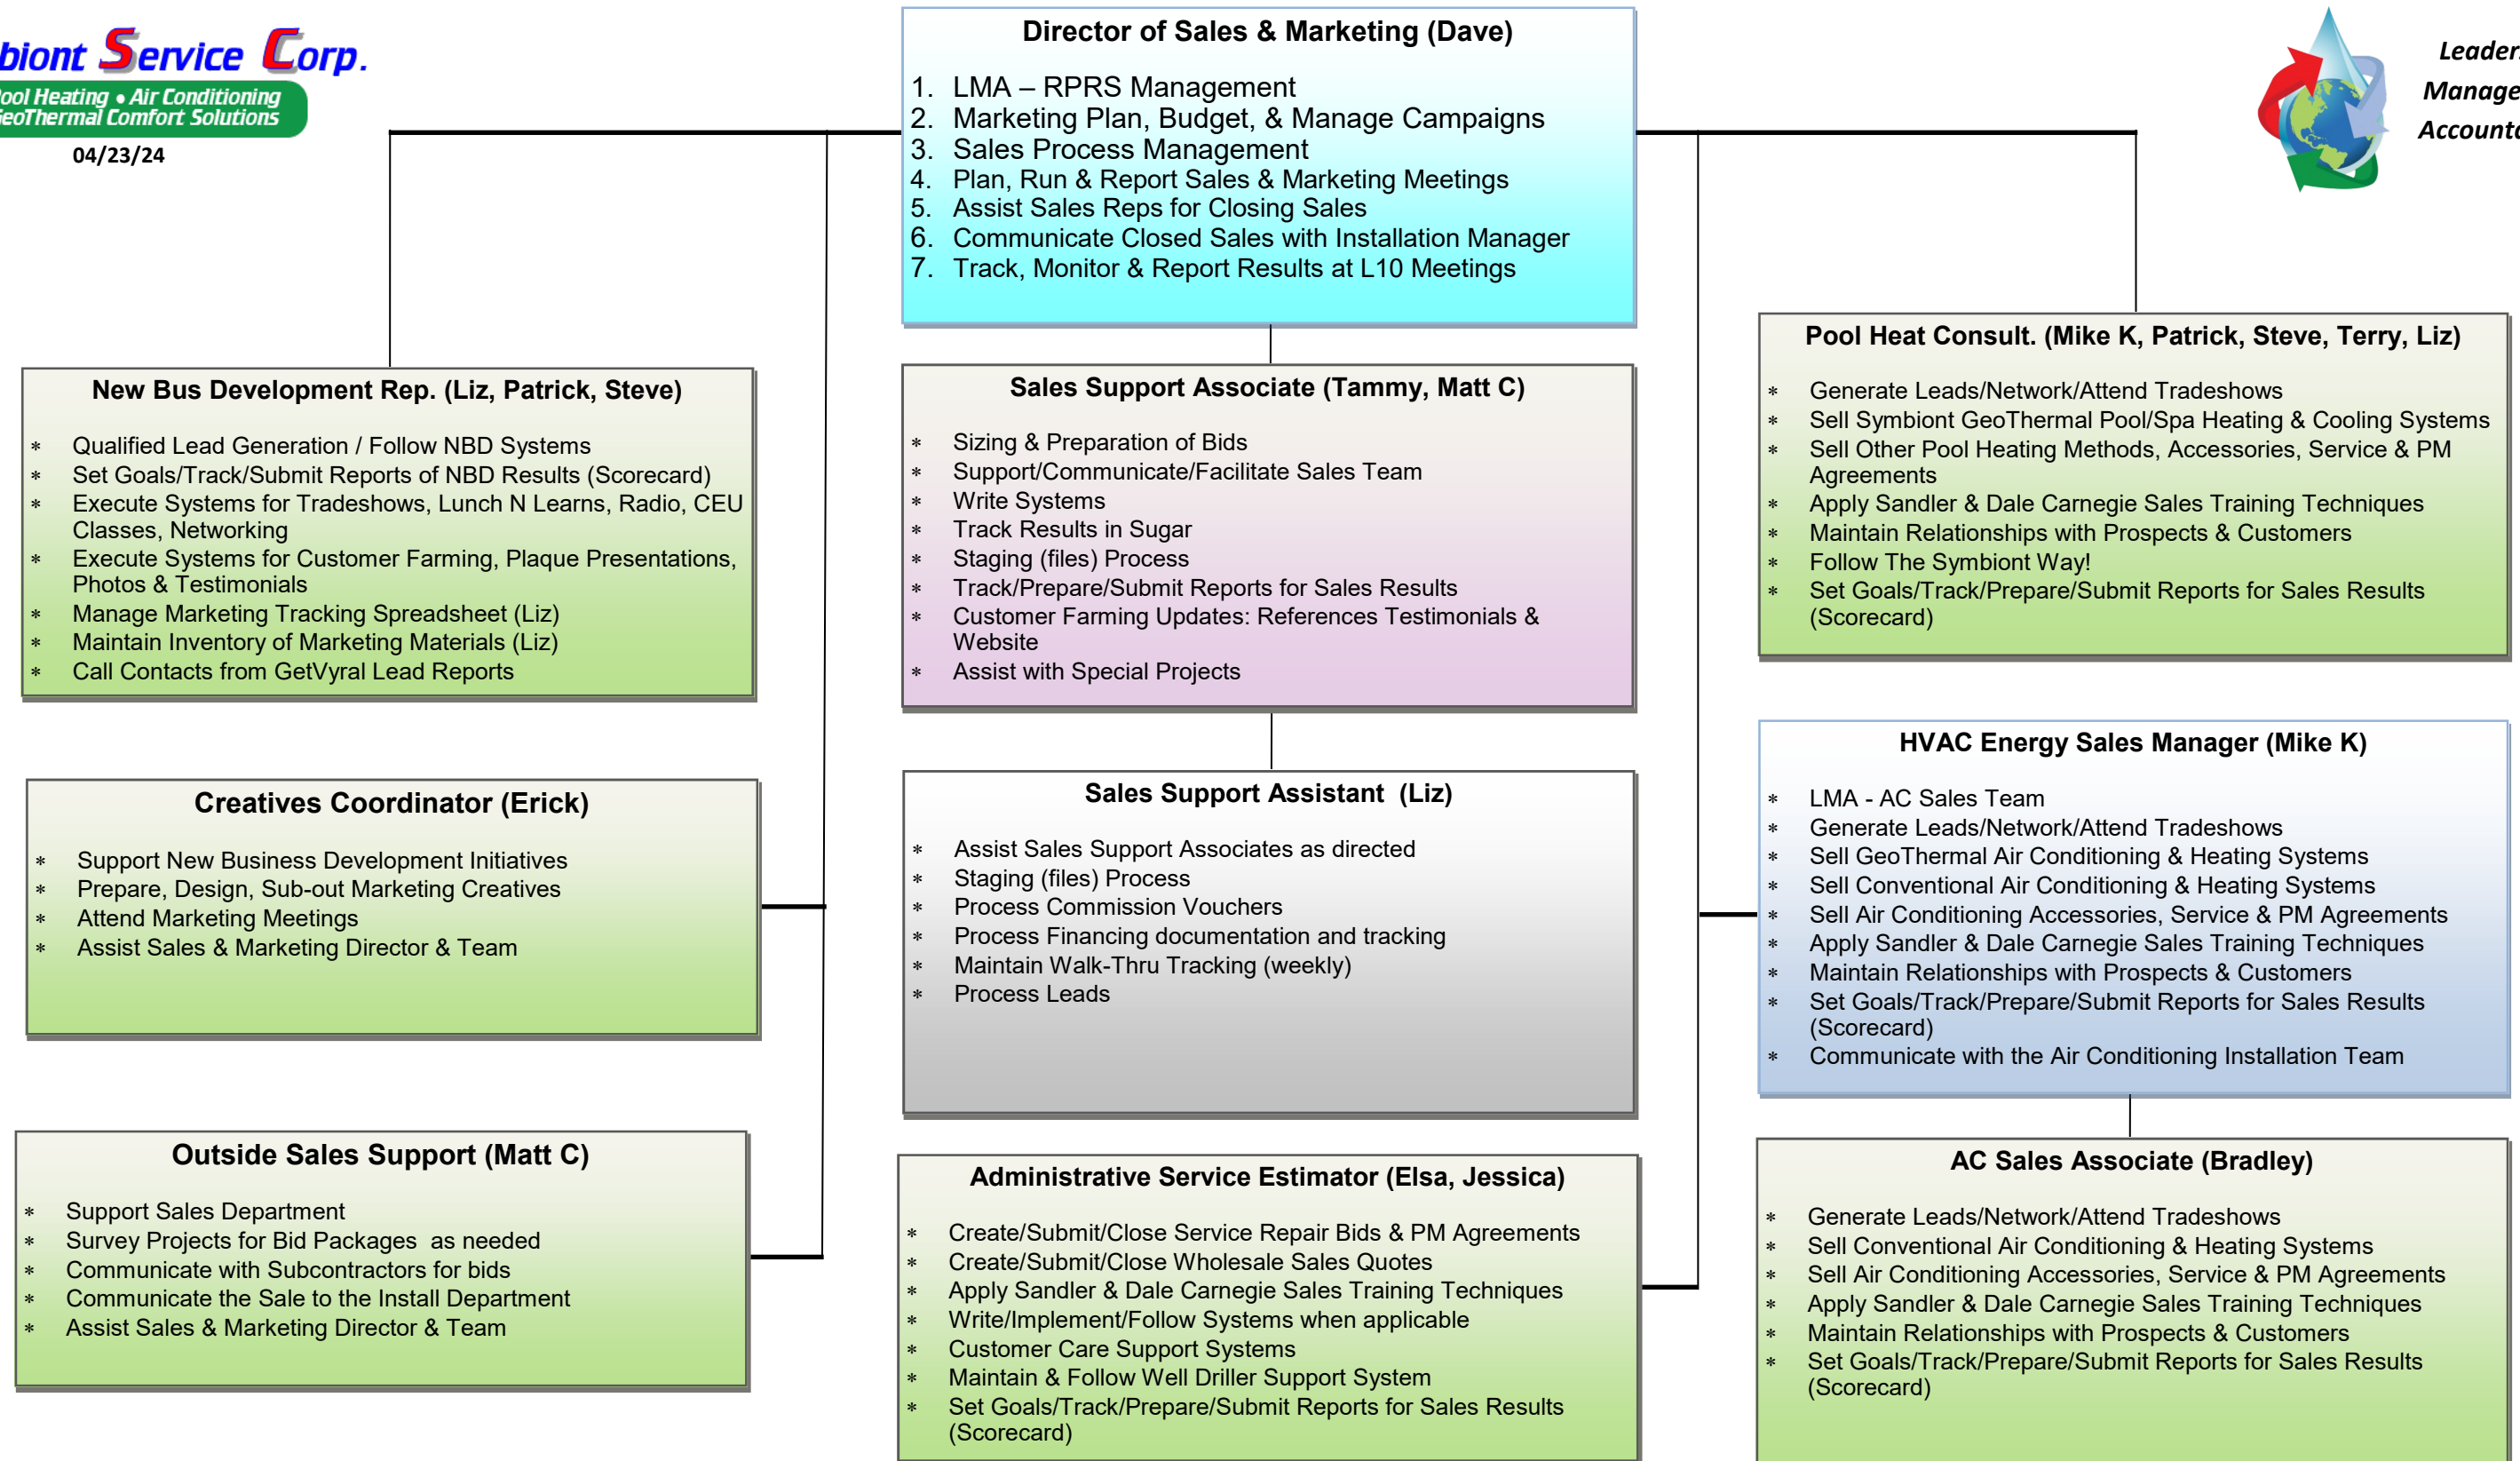 biont Service Corp.
ool Heating • Air Conditioning
GeoThermal Comfort Solutions
04/23/24
Director of Sales & Marketing (Dave)
1. LMA – RPRS Management
2. Marketing Plan, Budget, & Manage Campaigns
3. Sales Process Management
4. Plan, Run & Report Sales & Marketing Meetings
5. Assist Sales Reps for Closing Sales
6. Communicate Closed Sales with Installation Manager
7. Track, Monitor & Report Results at L10 Meetings
Leader
Manage
Accounta
New Bus Development Rep. (Liz, Patrick, Steve)
* Qualified Lead Generation / Follow NBD Systems
* Set Goals/Track/Submit Reports of NBD Results (Scorecard)
* Execute Systems for Tradeshows, Lunch N Learns, Radio, CEU
Classes, Networking
* Execute Systems for Customer Farming, Plaque Presentations,
Photos & Testimonials
* Manage Marketing Tracking Spreadsheet (Liz)
* Maintain Inventory of Marketing Materials (Liz)
* Call Contacts from GetVyral Lead Reports
Sales Support Associate (Tammy, Matt C)
* Sizing & Preparation of Bids
* Support/Communicate/Facilitate Sales Team
* Write Systems
* Track Results in Sugar
* Staging (files) Process
* Track/Prepare/Submit Reports for Sales Results
* Customer Farming Updates: References Testimonials &
Website
* Assist with Special Projects
Pool Heat Consult. (Mike K, Patrick, Steve, Terry, Liz)
* Generate Leads/Network/Attend Tradeshows
* Sell Symbiont GeoThermal Pool/Spa Heating & Cooling Systems
* Sell Other Pool Heating Methods, Accessories, Service & PM
Agreements
* Apply Sandler & Dale Carnegie Sales Training Techniques
* Maintain Relationships with Prospects & Customers
* Follow The Symbiont Way!
* Set Goals/Track/Prepare/Submit Reports for Sales Results
(Scorecard)
Creatives Coordinator (Erick)
* Support New Business Development Initiatives
* Prepare, Design, Sub-out Marketing Creatives
* Attend Marketing Meetings
* Assist Sales & Marketing Director & Team
Sales Support Assistant (Liz)
* Assist Sales Support Associates as directed
* Staging (files) Process
* Process Commission Vouchers
* Process Financing documentation and tracking
* Maintain Walk-Thru Tracking (weekly)
* Process Leads
HVAC Energy Sales Manager (Mike K)
* LMA - AC Sales Team
* Generate Leads/Network/Attend Tradeshows
* Sell GeoThermal Air Conditioning & Heating Systems
* Sell Conventional Air Conditioning & Heating Systems
* Sell Air Conditioning Accessories, Service & PM Agreements
* Apply Sandler & Dale Carnegie Sales Training Techniques
* Maintain Relationships with Prospects & Customers
* Set Goals/Track/Prepare/Submit Reports for Sales Results
(Scorecard)
* Communicate with the Air Conditioning Installation Team
Outside Sales Support (Matt C)
* Support Sales Department
* Survey Projects for Bid Packages as needed
* Communicate with Subcontractors for bids
* Communicate the Sale to the Install Department
* Assist Sales & Marketing Director & Team
Administrative Service Estimator (Elsa, Jessica)
* Create/Submit/Close Service Repair Bids & PM Agreements
* Create/Submit/Close Wholesale Sales Quotes
* Apply Sandler & Dale Carnegie Sales Training Techniques
* Write/Implement/Follow Systems when applicable
* Customer Care Support Systems
* Maintain & Follow Well Driller Support System
* Set Goals/Track/Prepare/Submit Reports for Sales Results
(Scorecard)
AC Sales Associate (Bradley)
* Generate Leads/Network/Attend Tradeshows
* Sell Conventional Air Conditioning & Heating Systems
* Sell Air Conditioning Accessories, Service & PM Agreements
* Apply Sandler & Dale Carnegie Sales Training Techniques
* Maintain Relationships with Prospects & Customers
* Set Goals/Track/Prepare/Submit Reports for Sales Results
(Scorecard)